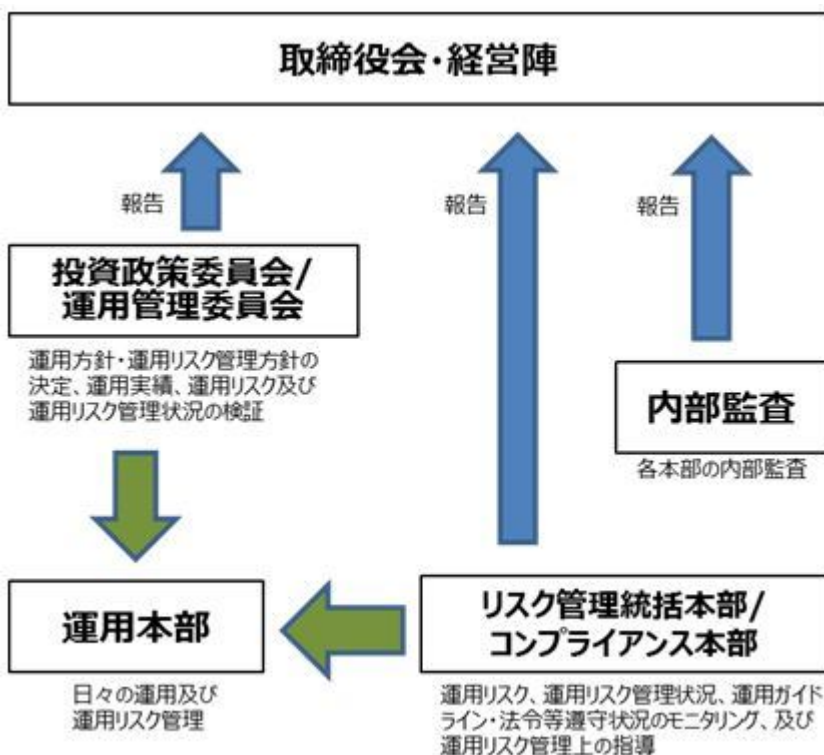 取締役会・経営陣
報告
報告
報告
投資政策委員会/
運用管理委員会
運用方針・運用リスク管理方針の
決定、運用実績、運用リスク及び
運用リスク管理状況の検証
内部監査
各本部の内部監査
運用本部
日々の運用及び
運用リスク管理
リスク管理統括本部/
コンプライアンス本部
運用リスク、運用リスク管理状況、運用ガイド
ライン・法令等遵守状況のモニタリング、及び
運用リスク管理上の指導